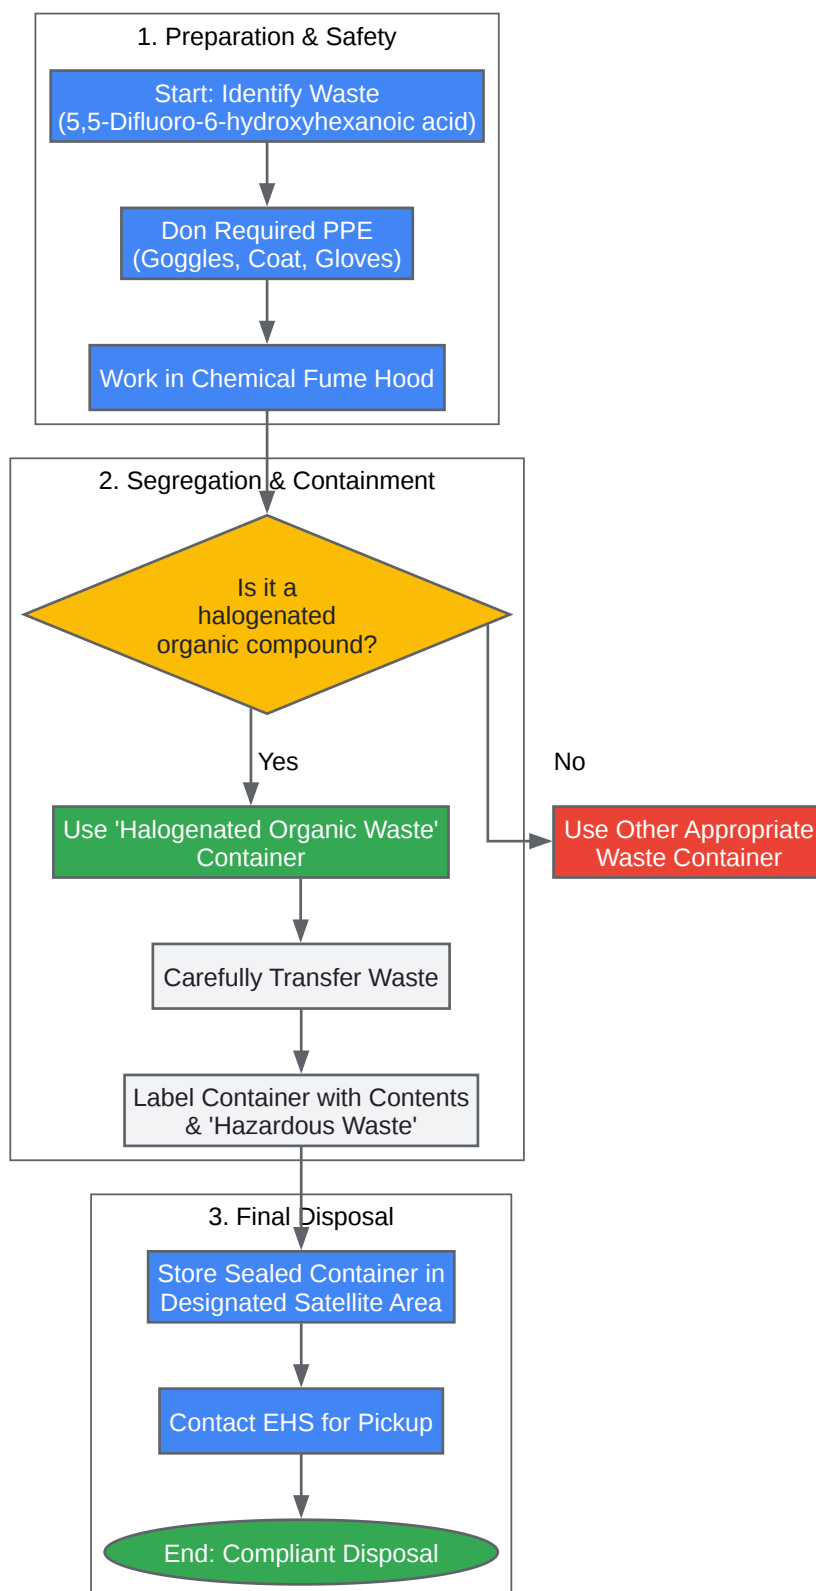 1. Preparation & Safety
Start: Identify Waste
(5,5-Difluoro-6-hydroxyhexanoic acid)
Don Required PPE
(Goggles, Coat, Gloves)
Work in Chemical Fume Hood
2. Segregation & Containment
Is it a
halogenated
organic compound?
Yes
No
Use 'Halogenated Organic Waste'
Container
Use Other Appropriate
Waste Container
Carefully Transfer Waste
Label Container with Contents
& 'Hazardous Waste'
3. Final Disposal
Store Sealed Container in
Designated Satellite Area
Contact EHS for Pickup
End: Compliant Disposal